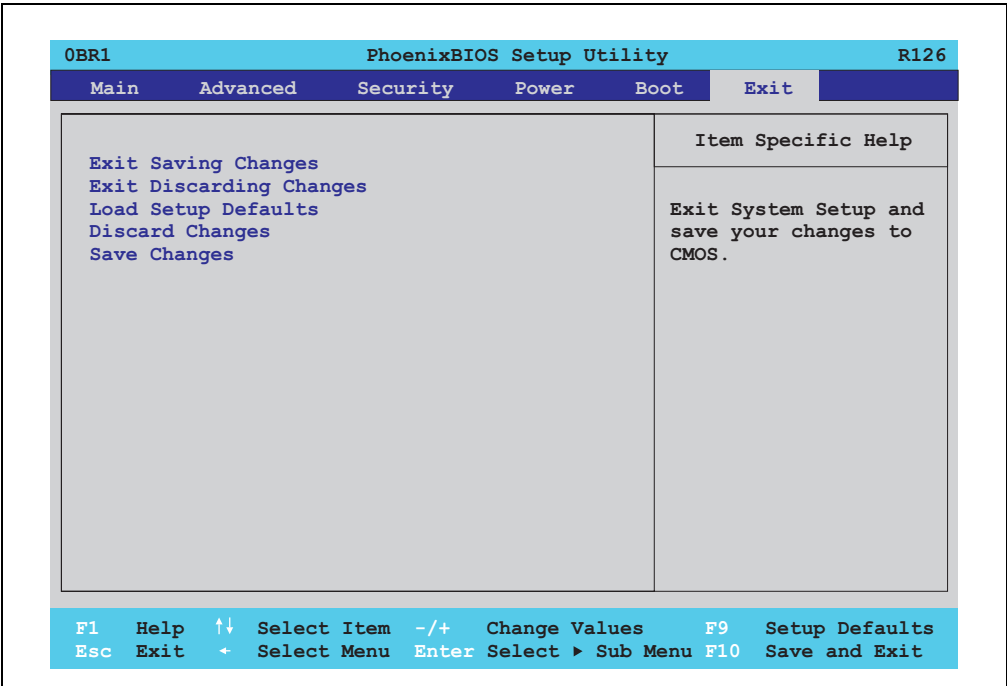 0BR1 PhoenixBIOS Setup Utility R126
Main Advanced Security Power Boot Exit
Item Specific Help
Exit Saving Changes
Exit Discarding Changes
Load Setup Defaults
Discard Changes
Save Changes
Exit System Setup and
save your changes to
CMOS.
F1 Help ↑↓ Select Item -/+ Change Values F9 Setup Defaults
Esc Exit ← Select Menu Enter Select ▶ Sub Menu F10 Save and Exit